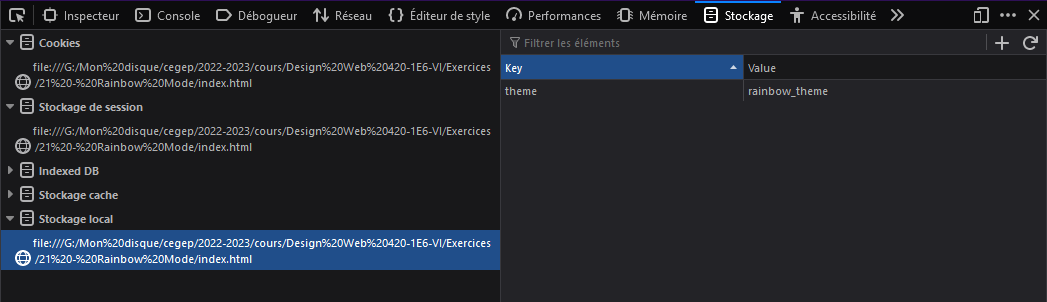 Inspecteur Console Débogueur Réseau Éditeur de style Performances Mémoire Stockage Accessibilité
Cookies
file:///G:/Mon%20disque/cegep/2022-2023/cours/Design%20Web%20420-1E6-VI/Exercices
/21%20-%20Rainbow%20Mode/index.html
Stockage de session
file:///G:/Mon%20disque/cegep/2022-2023/cours/Design%20Web%20420-1E6-VI/Exercices
/21%20-%20Rainbow%20Mode/index.html
Indexed DB
Stockage cache
Stockage local
file:///G:/Mon%20disque/cegep/2022-2023/cours/Design%20Web%20420-1E6-VI/Exercices
/21%20-%20Rainbow%20Mode/index.html
Filtrer les éléments
Key Value
theme rainbow_theme